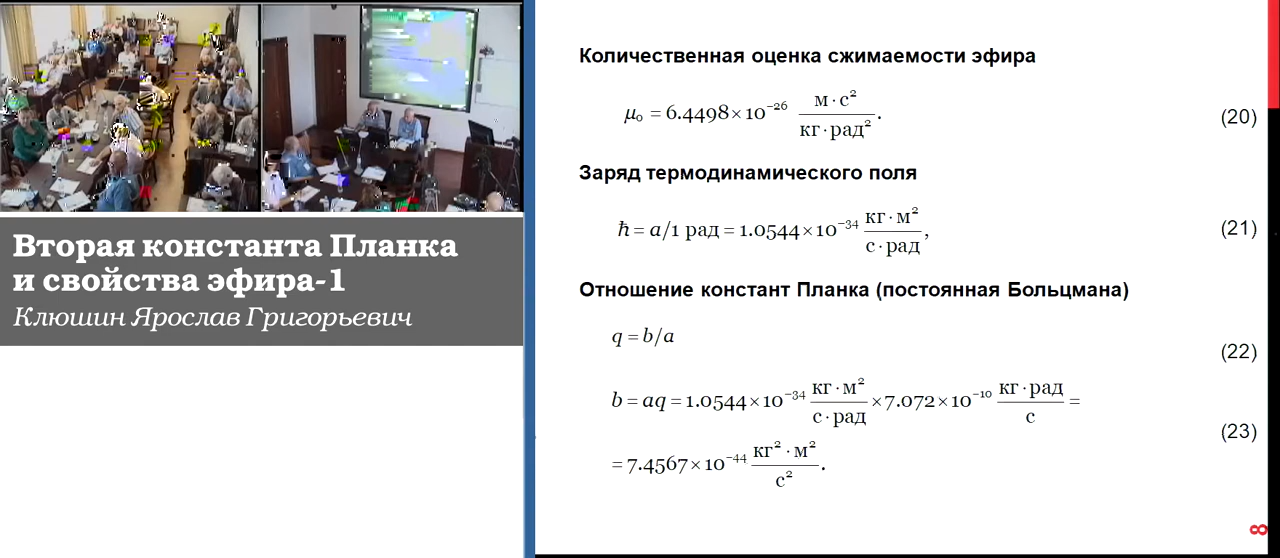 Вторая константа Планка
и свойства эфира-1
Клюшин Ярослав Григорьевич
Количественная оценка сжимаемости эфира
μ₀ = 6.4498×10⁻²⁶ м·с²/кг·рад². (20)
Заряд термодинамического поля
ħ = a/1 рад = 1.0544×10⁻³⁴ кг·м²/с·рад, (21)
Отношение констант Планка (постоянная Больцмана)
q = b/a (22)
b = aq = 1.0544×10⁻³⁴ кг·м²/с·рад ×7.072×10⁻¹⁰ кг·рад/с =
(23)
= 7.4567×10⁻⁴⁴ кг²·м²/с².
8